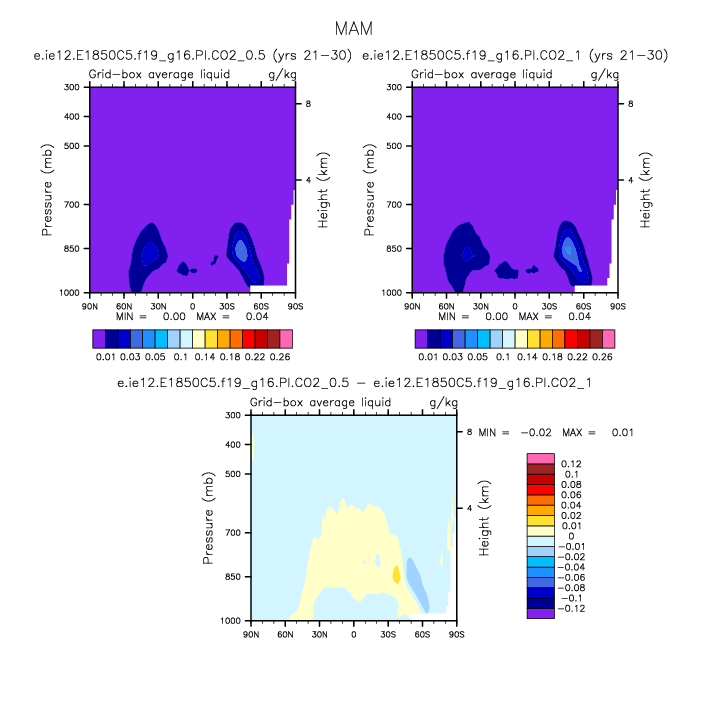 MAM
e.ie12.E1850C5.f19_g16.PI.CO2_0.5 (yrs 21-30) e.ie12.E1850C5.f19_g16.PI.CO2_1 (yrs 21-30)
Grid-box average liquid g/kg
300
400
500
700
850
1000
Pressure (mb)
8
4
Height (km)
90N 60N 30N 0 30S 60S 90S
MIN = 0.00 MAX = 0.04
0.01 0.03 0.05 0.1 0.14 0.18 0.22 0.26
Grid-box average liquid g/kg
300
400
500
700
850
1000
Pressure (mb)
8
4
Height (km)
90N 60N 30N 0 30S 60S 90S
MIN = 0.00 MAX = 0.04
0.01 0.03 0.05 0.1 0.14 0.18 0.22 0.26
e.ie12.E1850C5.f19_g16.PI.CO2_0.5 - e.ie12.E1850C5.f19_g16.PI.CO2_1
Grid-box average liquid g/kg
300
400
500
700
850
1000
Pressure (mb)
8
4
Height (km)
90N 60N 30N 0 30S 60S 90S
MIN = -0.02 MAX = 0.01
0.12
0.1
0.08
0.06
0.04
0.02
0.01
0
-0.01
-0.02
-0.04
-0.06
-0.08
-0.1
-0.12